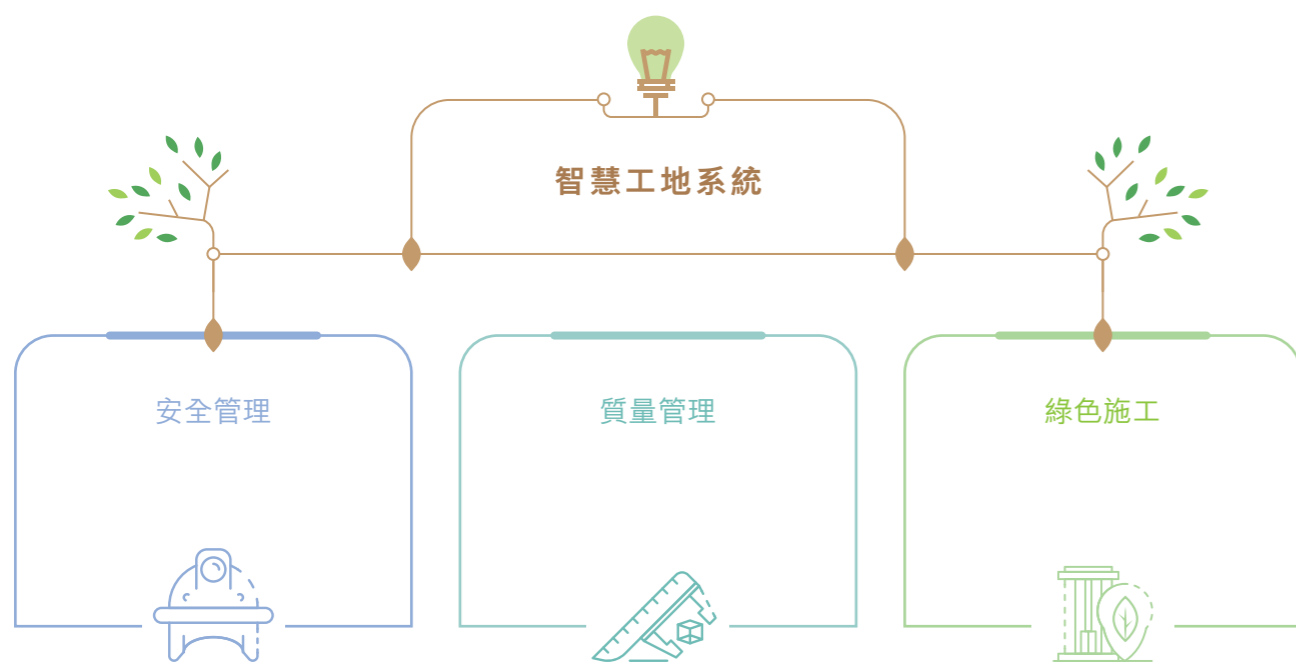 智慧工地系統
安全管理
質量管理
綠色施工